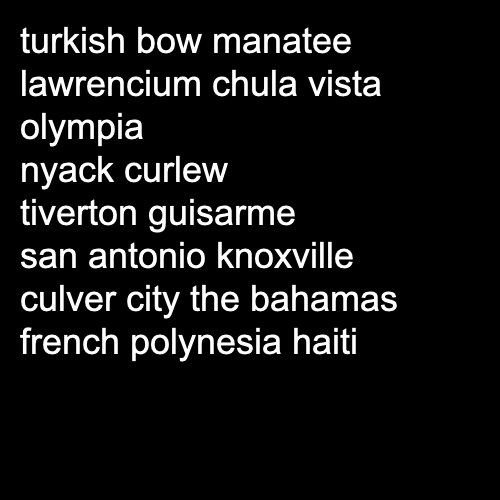 turkish bow manatee
lawrencium chula vista
olympia
nyack curlew
tiverton guisarme
san antonio knoxville
culver city the bahamas
french polynesia haiti